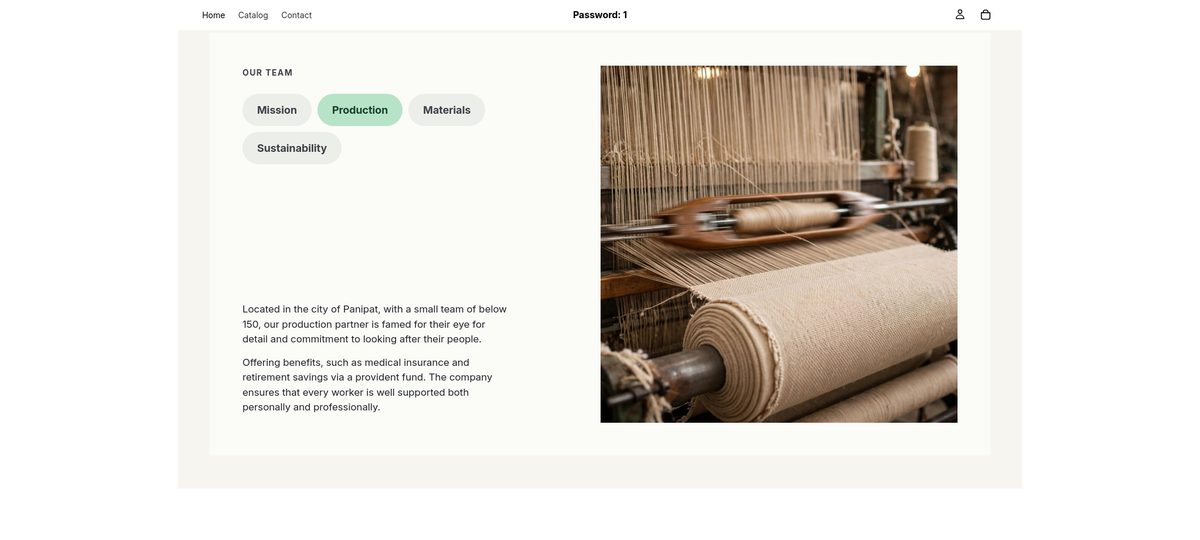 Home Catalog Contact
Password: 1
OUR TEAM
Mission Production Materials
Sustainability
Located in the city of Panipat, with a small team of below
150, our production partner is famed for their eye for
detail and commitment to looking after their people.
Offering benefits, such as medical insurance and
retirement savings via a provident fund. The company
ensures that every worker is well supported both
personally and professionally.